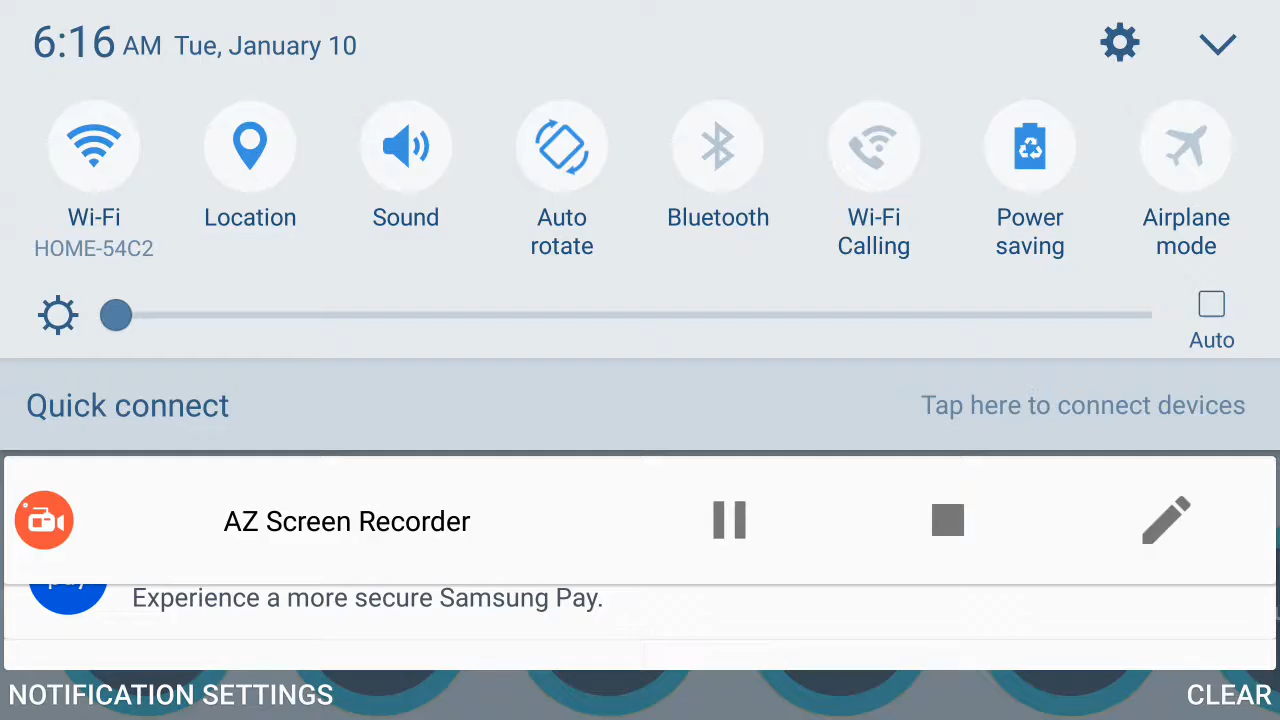 6:16 AM Tue, January 10
Wi-Fi Location Sound Auto rotate Bluetooth Wi-Fi Calling Power saving Airplane mode
HOME-54C2
Auto
Quick connect Tap here to connect devices
AZ Screen Recorder
Experience a more secure Samsung Pay.
NOTIFICATION SETTINGS CLEAR